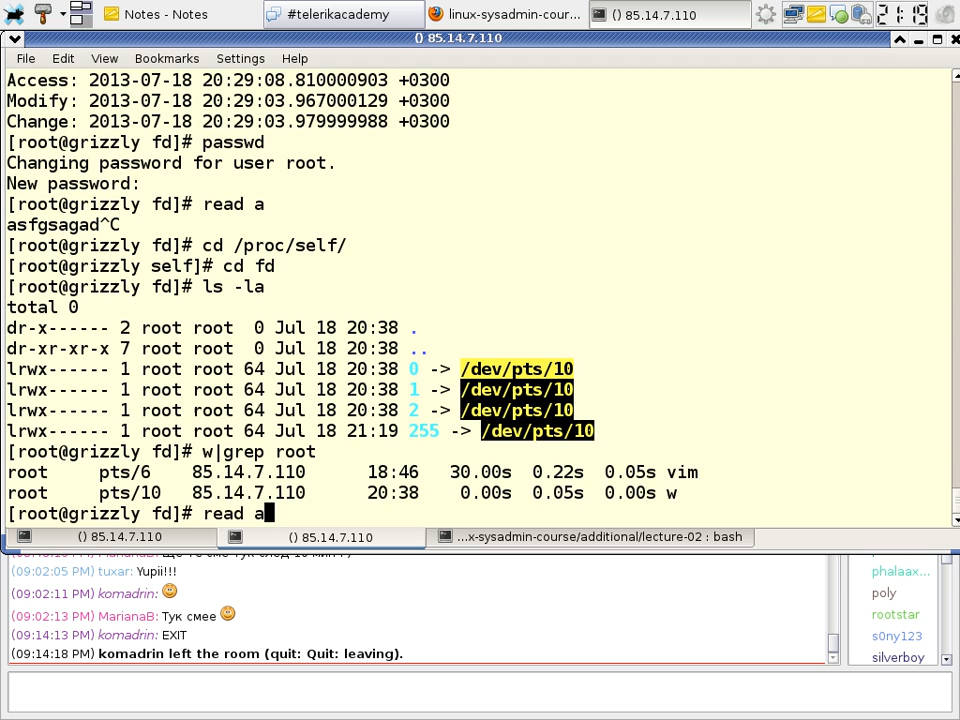 Notes - Notes
#telerikacademy
linux-sysadmin-cour...
() 85.14.7.110
21:19
() 85.14.7.110
File Edit View Bookmarks Settings Help
Access: 2013-07-18 20:29:08.810000903 +0300
Modify: 2013-07-18 20:29:03.967000129 +0300
Change: 2013-07-18 20:29:03.979999988 +0300
[root@grizzly fd]# passwd
Changing password for user root.
New password:
[root@grizzly fd]# read a
asfgsagad^C
[root@grizzly fd]# cd /proc/self/
[root@grizzly self]# cd fd
[root@grizzly fd]# ls -la
total 0
dr-x------ 2 root root 0 Jul 18 20:38 .
dr-xr-xr-x 7 root root 0 Jul 18 20:38 ..
lrwx------ 1 root root 64 Jul 18 20:38 0 -> /dev/pts/10
lrwx------ 1 root root 64 Jul 18 20:38 1 -> /dev/pts/10
lrwx------ 1 root root 64 Jul 18 20:38 2 -> /dev/pts/10
lrwx------ 1 root root 64 Jul 18 21:19 255 -> /dev/pts/10
[root@grizzly fd]# w|grep root
root pts/6 85.14.7.110 18:46 30.00s 0.22s 0.05s vim
root pts/10 85.14.7.110 20:38 0.00s 0.05s 0.00s w
[root@grizzly fd]# read a
() 85.14.7.110
() 85.14.7.110
...x-sysadmin-course/additional/lecture-02 : bash
(09:02:05 PM) tuxar: Yupii!!!
(09:02:11 PM) komadrin:
(09:02:13 PM) MarianaB: Тук смее
(09:14:13 PM) komadrin: EXIT
(09:14:18 PM) komadrin left the room (quit: Quit: leaving).
phalaax...
poly
rootstar
s0ny123
silverboy